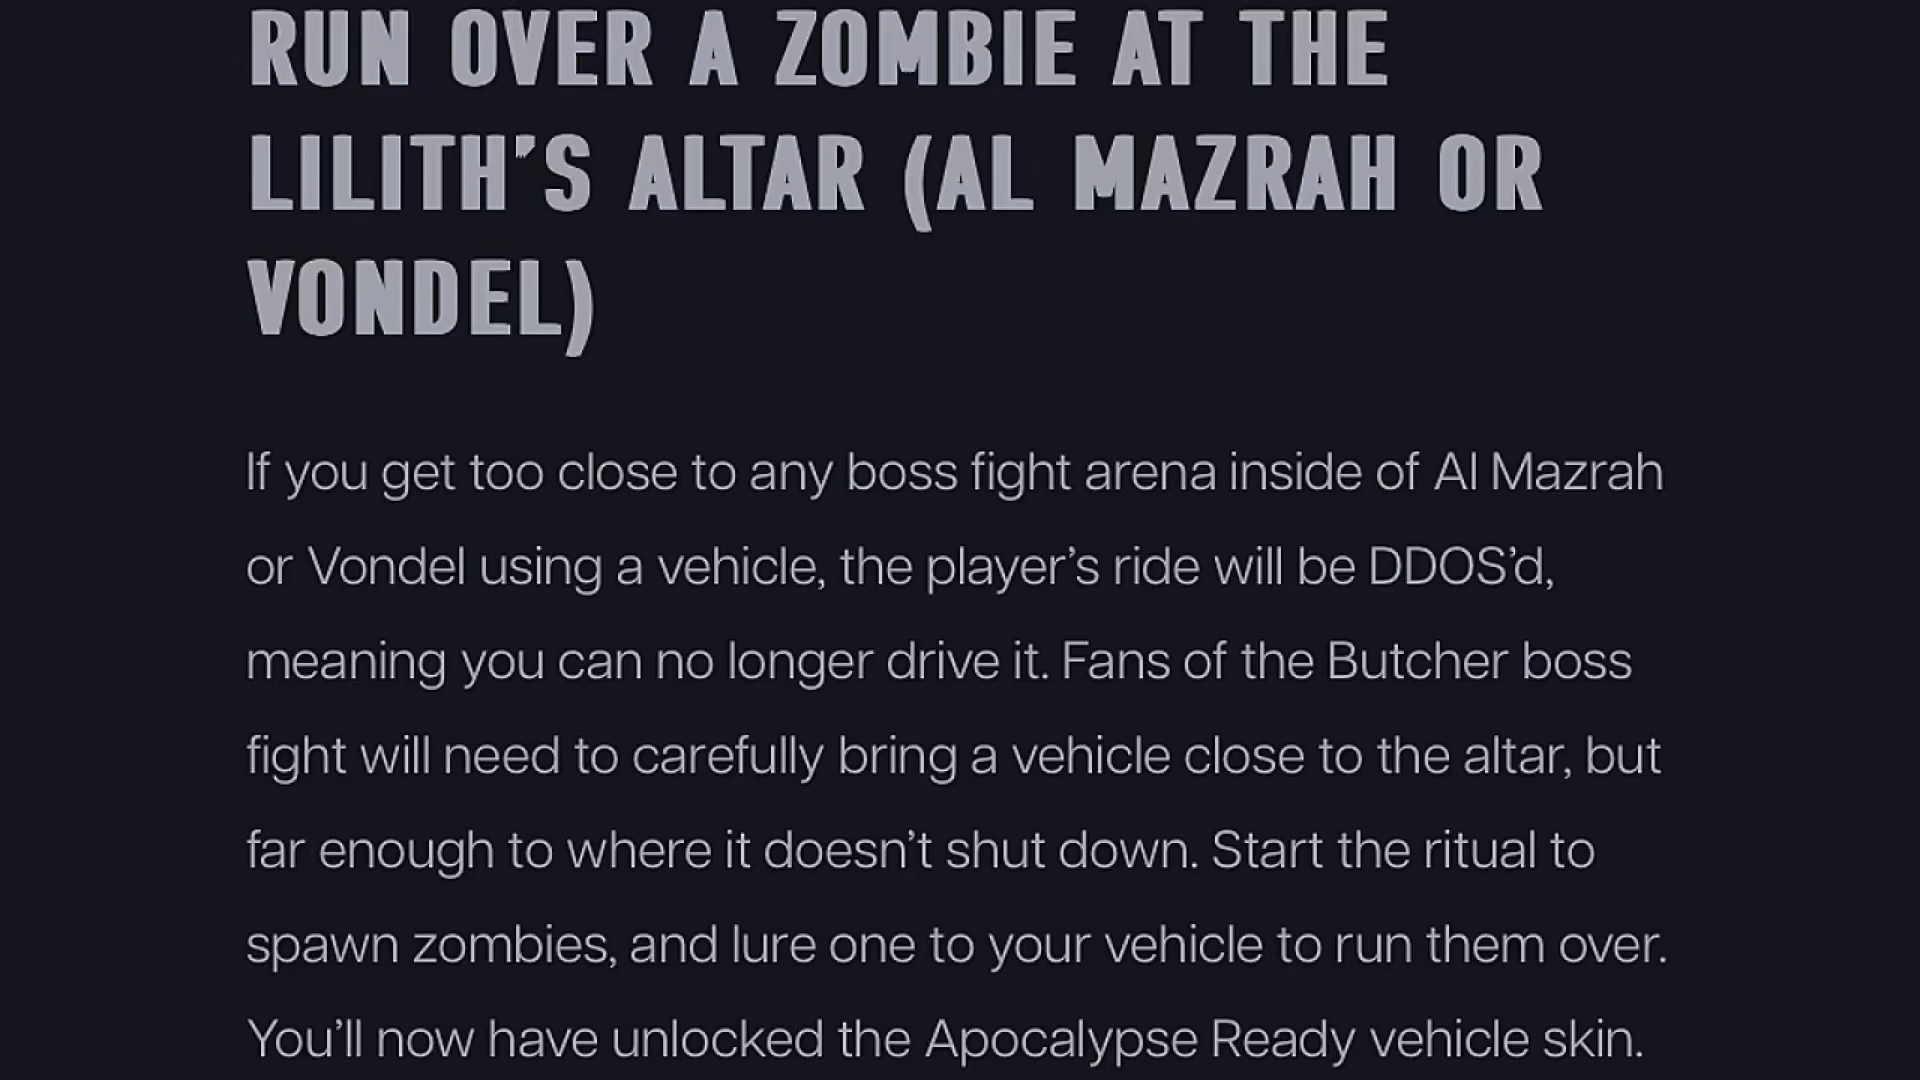 RUN OVER A ZOMBIE AT THE
LILITH’S ALTAR (AL MAZRAH OR
VONDEL)
If you get too close to any boss fight arena inside of Al Mazrah
or Vondel using a vehicle, the player’s ride will be DDOS’d,
meaning you can no longer drive it. Fans of the Butcher boss
fight will need to carefully bring a vehicle close to the altar, but
far enough to where it doesn’t shut down. Start the ritual to
spawn zombies, and lure one to your vehicle to run them over.
You’ll now have unlocked the Apocalypse Ready vehicle skin.